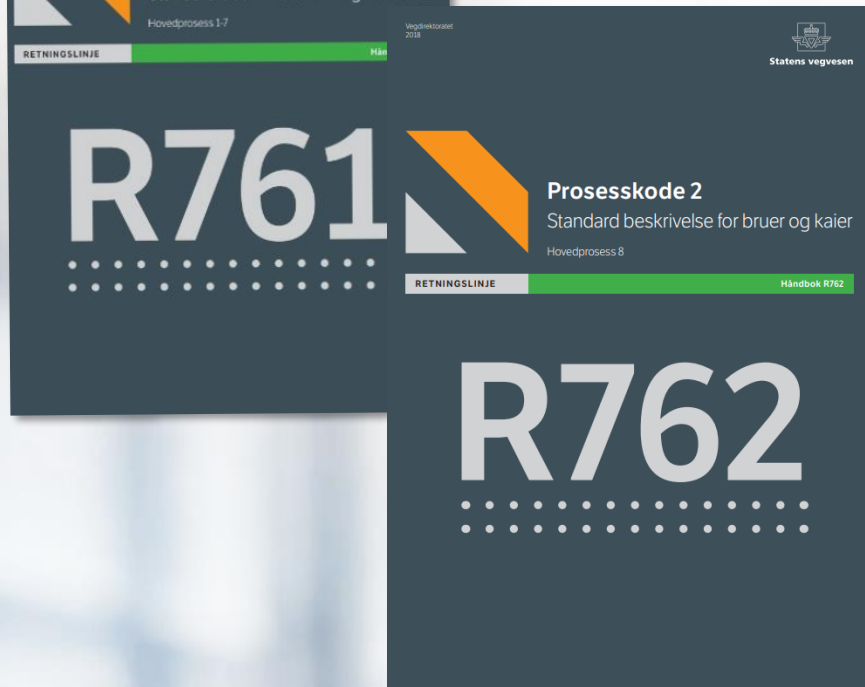 Hovedprosess 1-7
RETNINGSLINJE
R761
Vegdirektoratet
2018
Statens vegvesen
Prosesskode 2
Standard beskrivelse for bruer og kaier
Hovedprosess 8
RETNINGSLINJE
Håndbok R762
R762